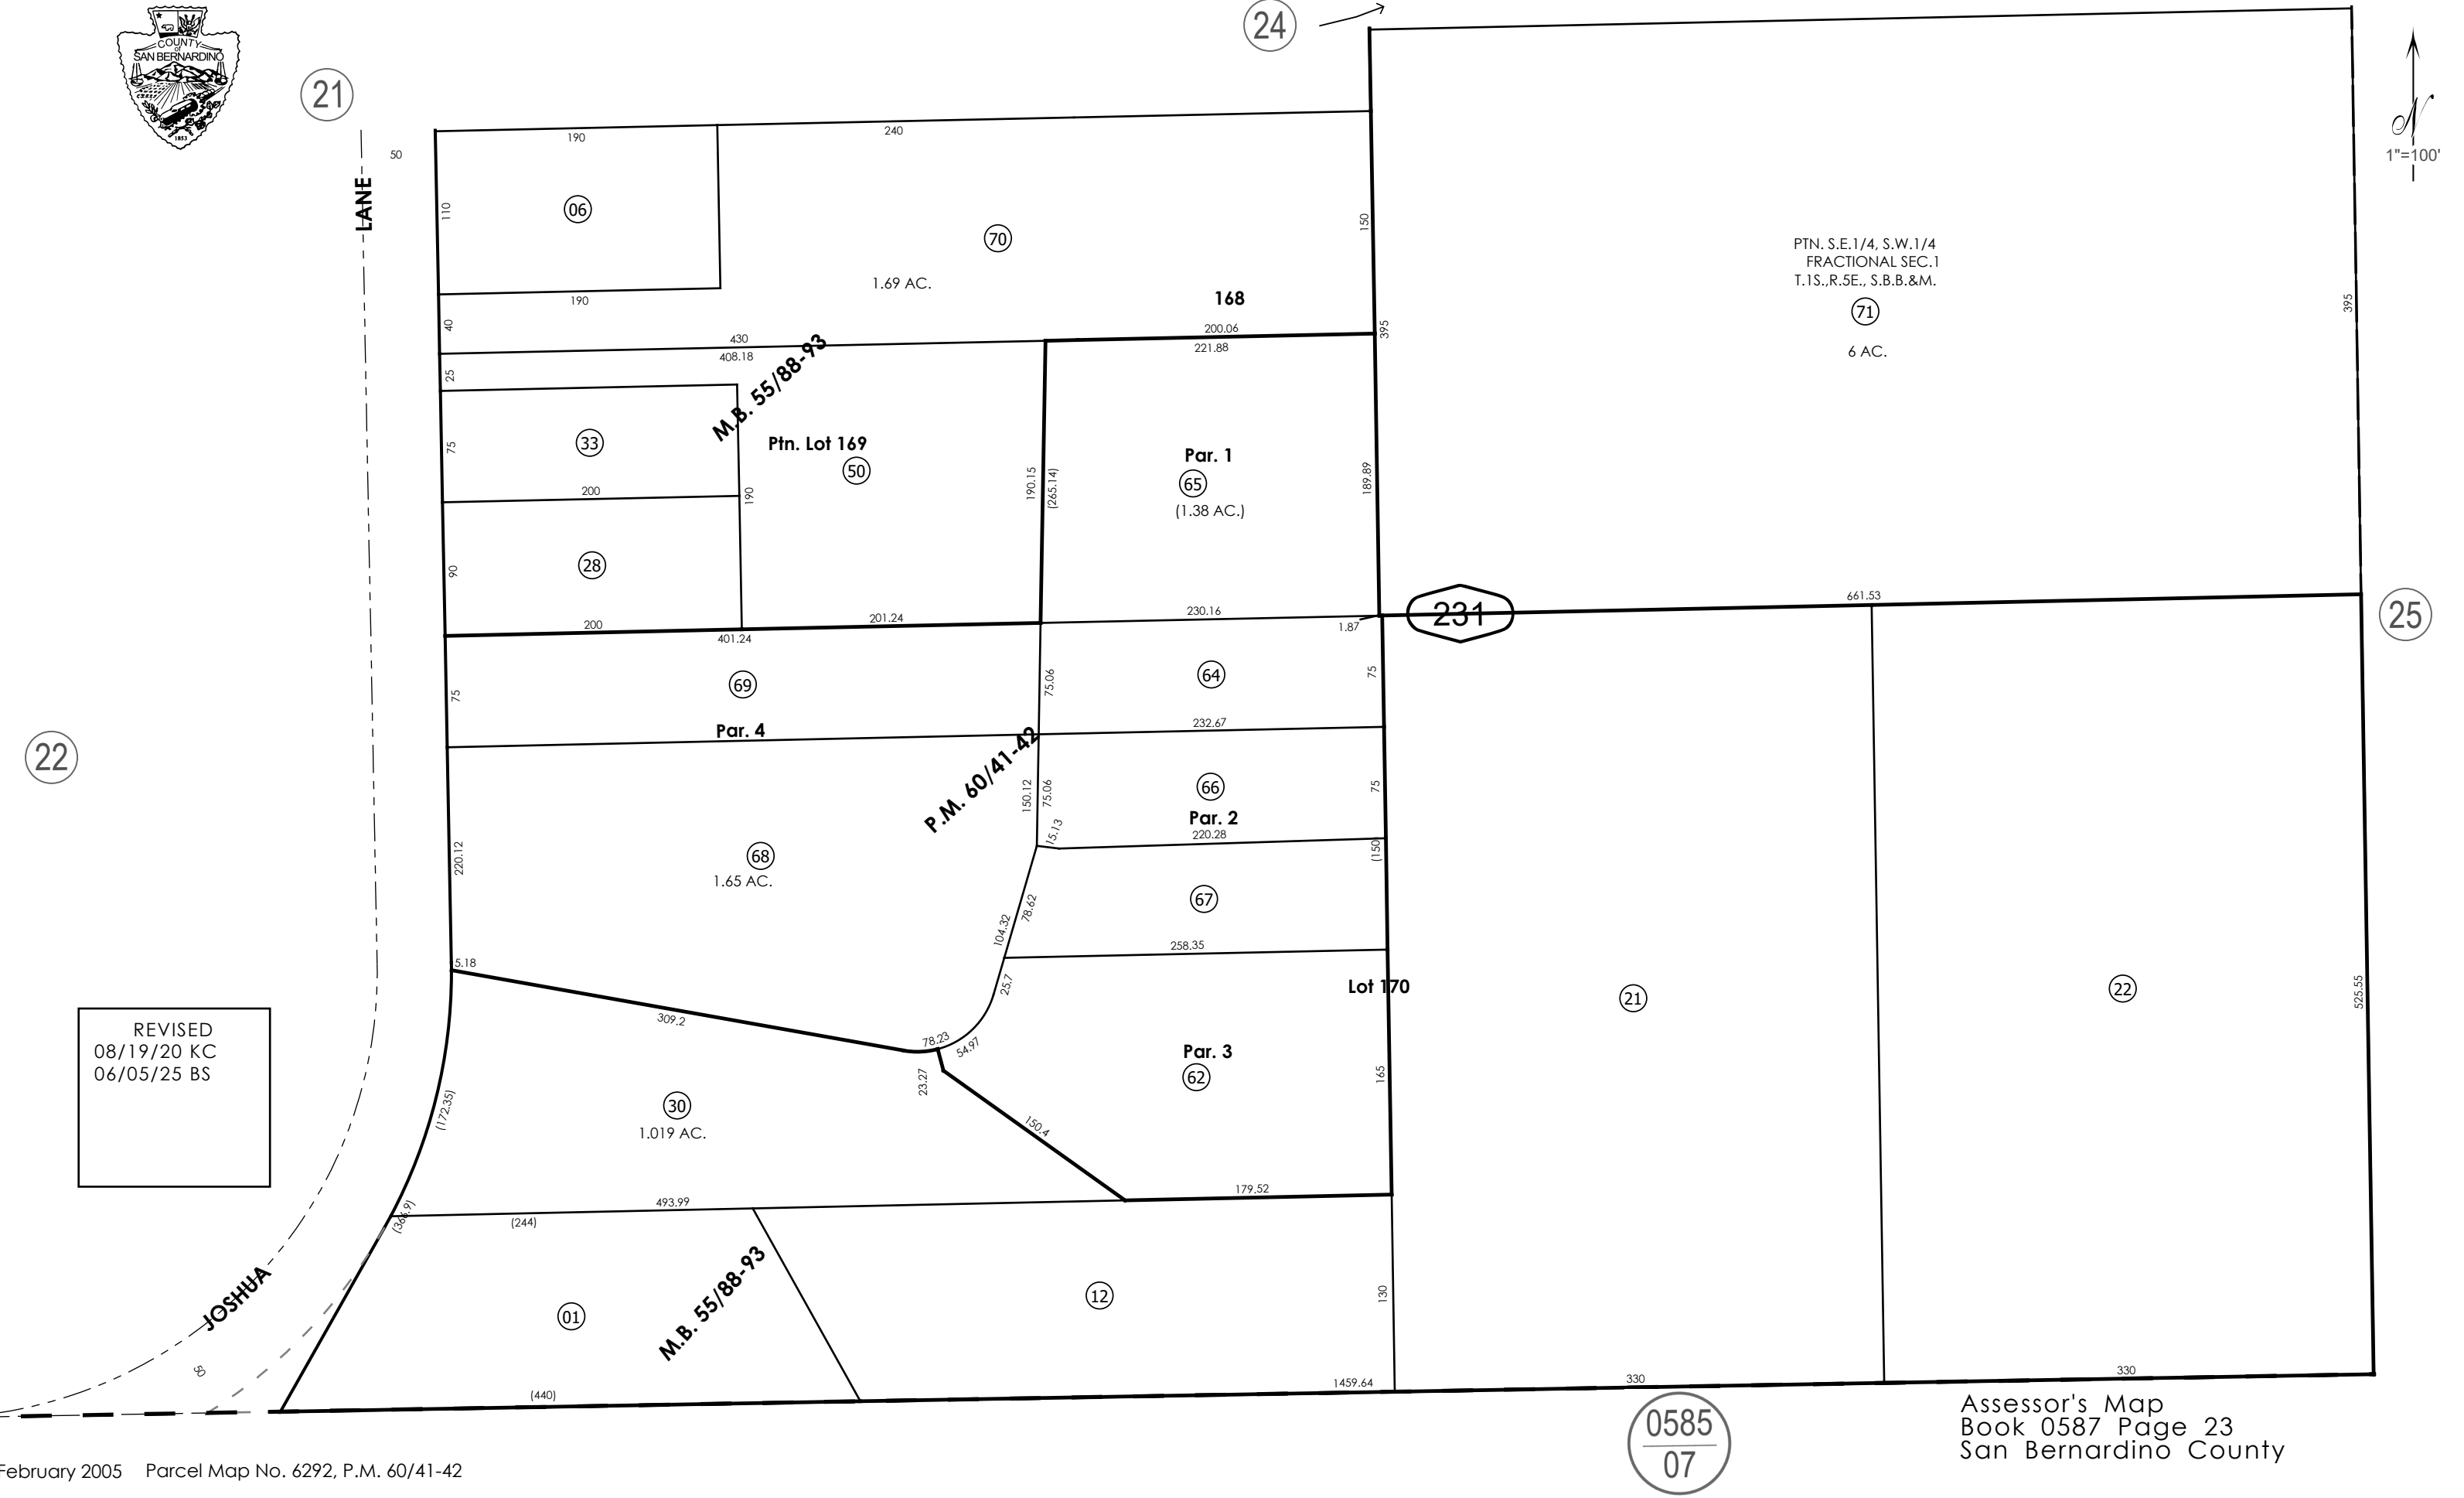 COUNTY
of
SAN BERNARDINO
1853
21
24
N
1"=100'
LANE
50
190
240
110
06
70
150
1.69 AC.
190
168
40
430
200.06
408.18
221.88
395
25
M.B. 55/88-93
PTN. S.E.1/4, S.W.1/4
FRACTIONAL SEC.1
T.1S.,R.5E., S.B.B.&M.
71
6 AC.
395
75
33
Ptn. Lot 169
50
190
200
190.15
(265.14)
Par. 1
65
(1.38 AC.)
189.89
90
28
200
201.24
401.24
230.16
1.87
231
661.53
25
75
69
75.06
64
75
Par. 4
232.67
22
P.M. 60/41-42
150.12
75.06
66
75
Par. 2
15.13
220.28
(150)
220.12
68
1.65 AC.
67
104.32
78.62
258.35
5.18
25.7
Lot 170
21
22
525.55
309.2
78.23
54.97
23.27
Par. 3
62
165
REVISED
08/19/20 KC
06/05/25 BS
(172.35)
30
1.019 AC.
150.4
179.52
(366.9)
493.99
(244)
JOSHUA
50
01
M.B. 55/88-93
12
130
(440)
1459.64
330
330
0585
07
Assessor's Map
Book 0587 Page 23
San Bernardino County
February 2005 Parcel Map No. 6292, P.M. 60/41-42